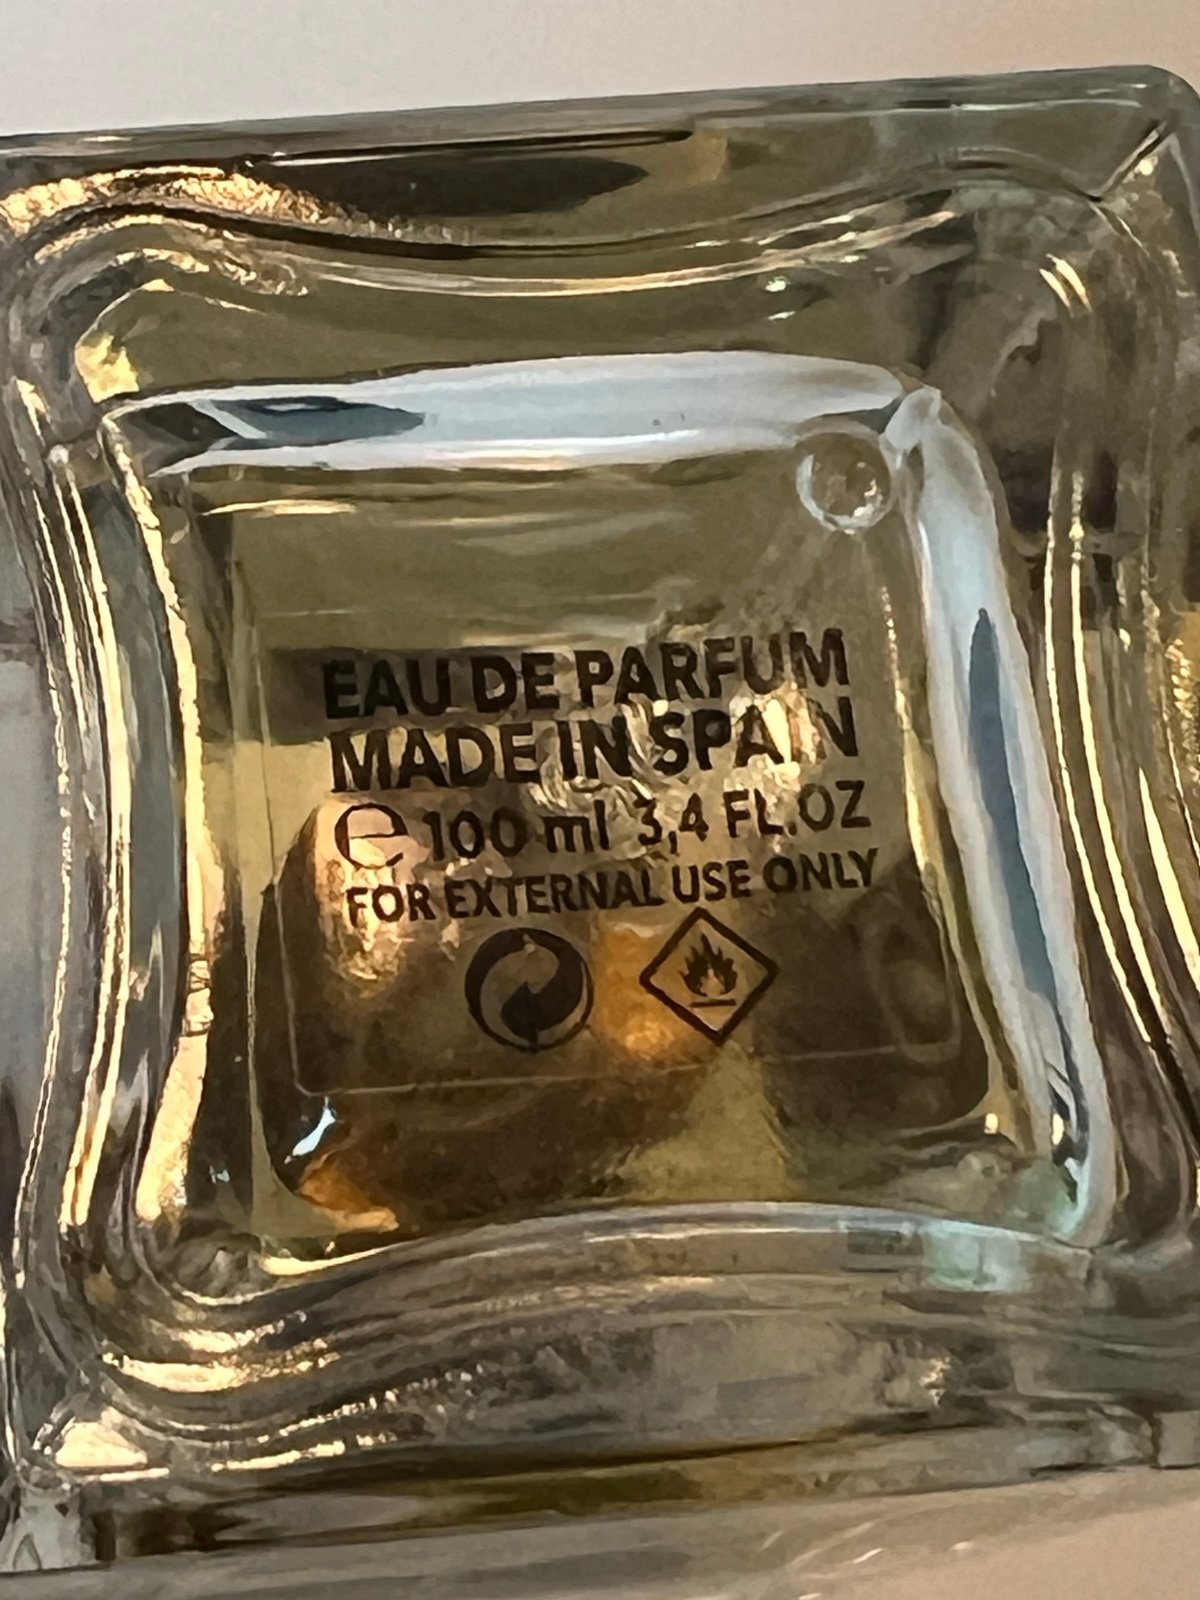 EAU DE PARFUM
MADE IN SPAIN
℮ 100 ml 3,4 FL.OZ
FOR EXTERNAL USE ONLY